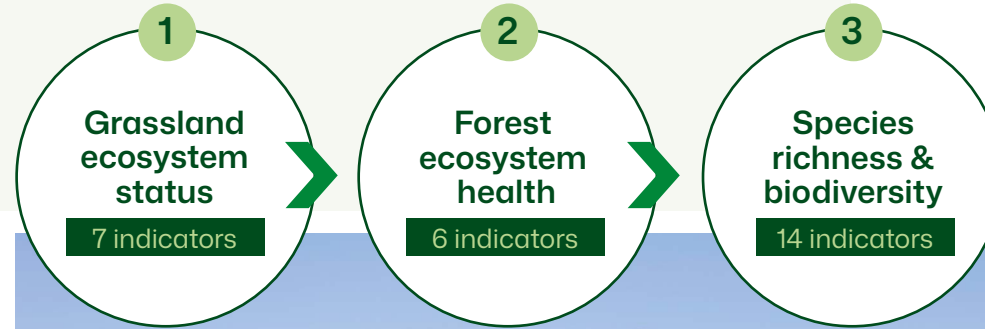 1
Grassland
ecosystem
status
7 indicators
2
Forest
ecosystem
health
6 indicators
3
Species
richness &
biodiversity
14 indicators